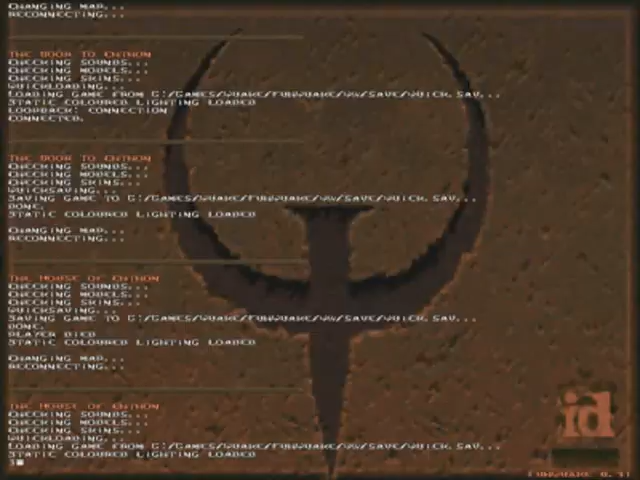 CHANGING MAP...
RECONNECTING...
THE DOOR TO CHTHON
CHECKING SOUNDS...
CHECKING MODELS...
CHECKING SKINS...
QUICKLOADING...
LOADING GAME FROM G:/GAMES/QUAKE/FUHQUAKE/QW/SAVE/QUICK.SAV...
STATIC COLOURED LIGHTING LOADED
LOOPBACK: CONNECTION
CONNECTED.
THE DOOR TO CHTHON
CHECKING SOUNDS...
CHECKING MODELS...
CHECKING SKINS...
QUICKSAVING...
SAVING GAME TO G:/GAMES/QUAKE/FUHQUAKE/QW/SAVE/QUICK.SAV...
DONE.
STATIC COLOURED LIGHTING LOADED
CHANGING MAP...
RECONNECTING...
THE HOUSE OF CHTHON
CHECKING SOUNDS...
CHECKING MODELS...
CHECKING SKINS...
QUICKSAVING...
SAVING GAME TO G:/GAMES/QUAKE/FUHQUAKE/QW/SAVE/QUICK.SAV...
DONE.
PLAYER DIED
STATIC COLOURED LIGHTING LOADED
CHANGING MAP...
RECONNECTING...
THE HOUSE OF CHTHON
CHECKING SOUNDS...
CHECKING MODELS...
CHECKING SKINS...
QUICKLOADING...
LOADING GAME FROM G:/GAMES/QUAKE/FUHQUAKE/QW/SAVE/QUICK.SAV...
STATIC COLOURED LIGHTING LOADED
]
id
FUHQUAKE 0.31